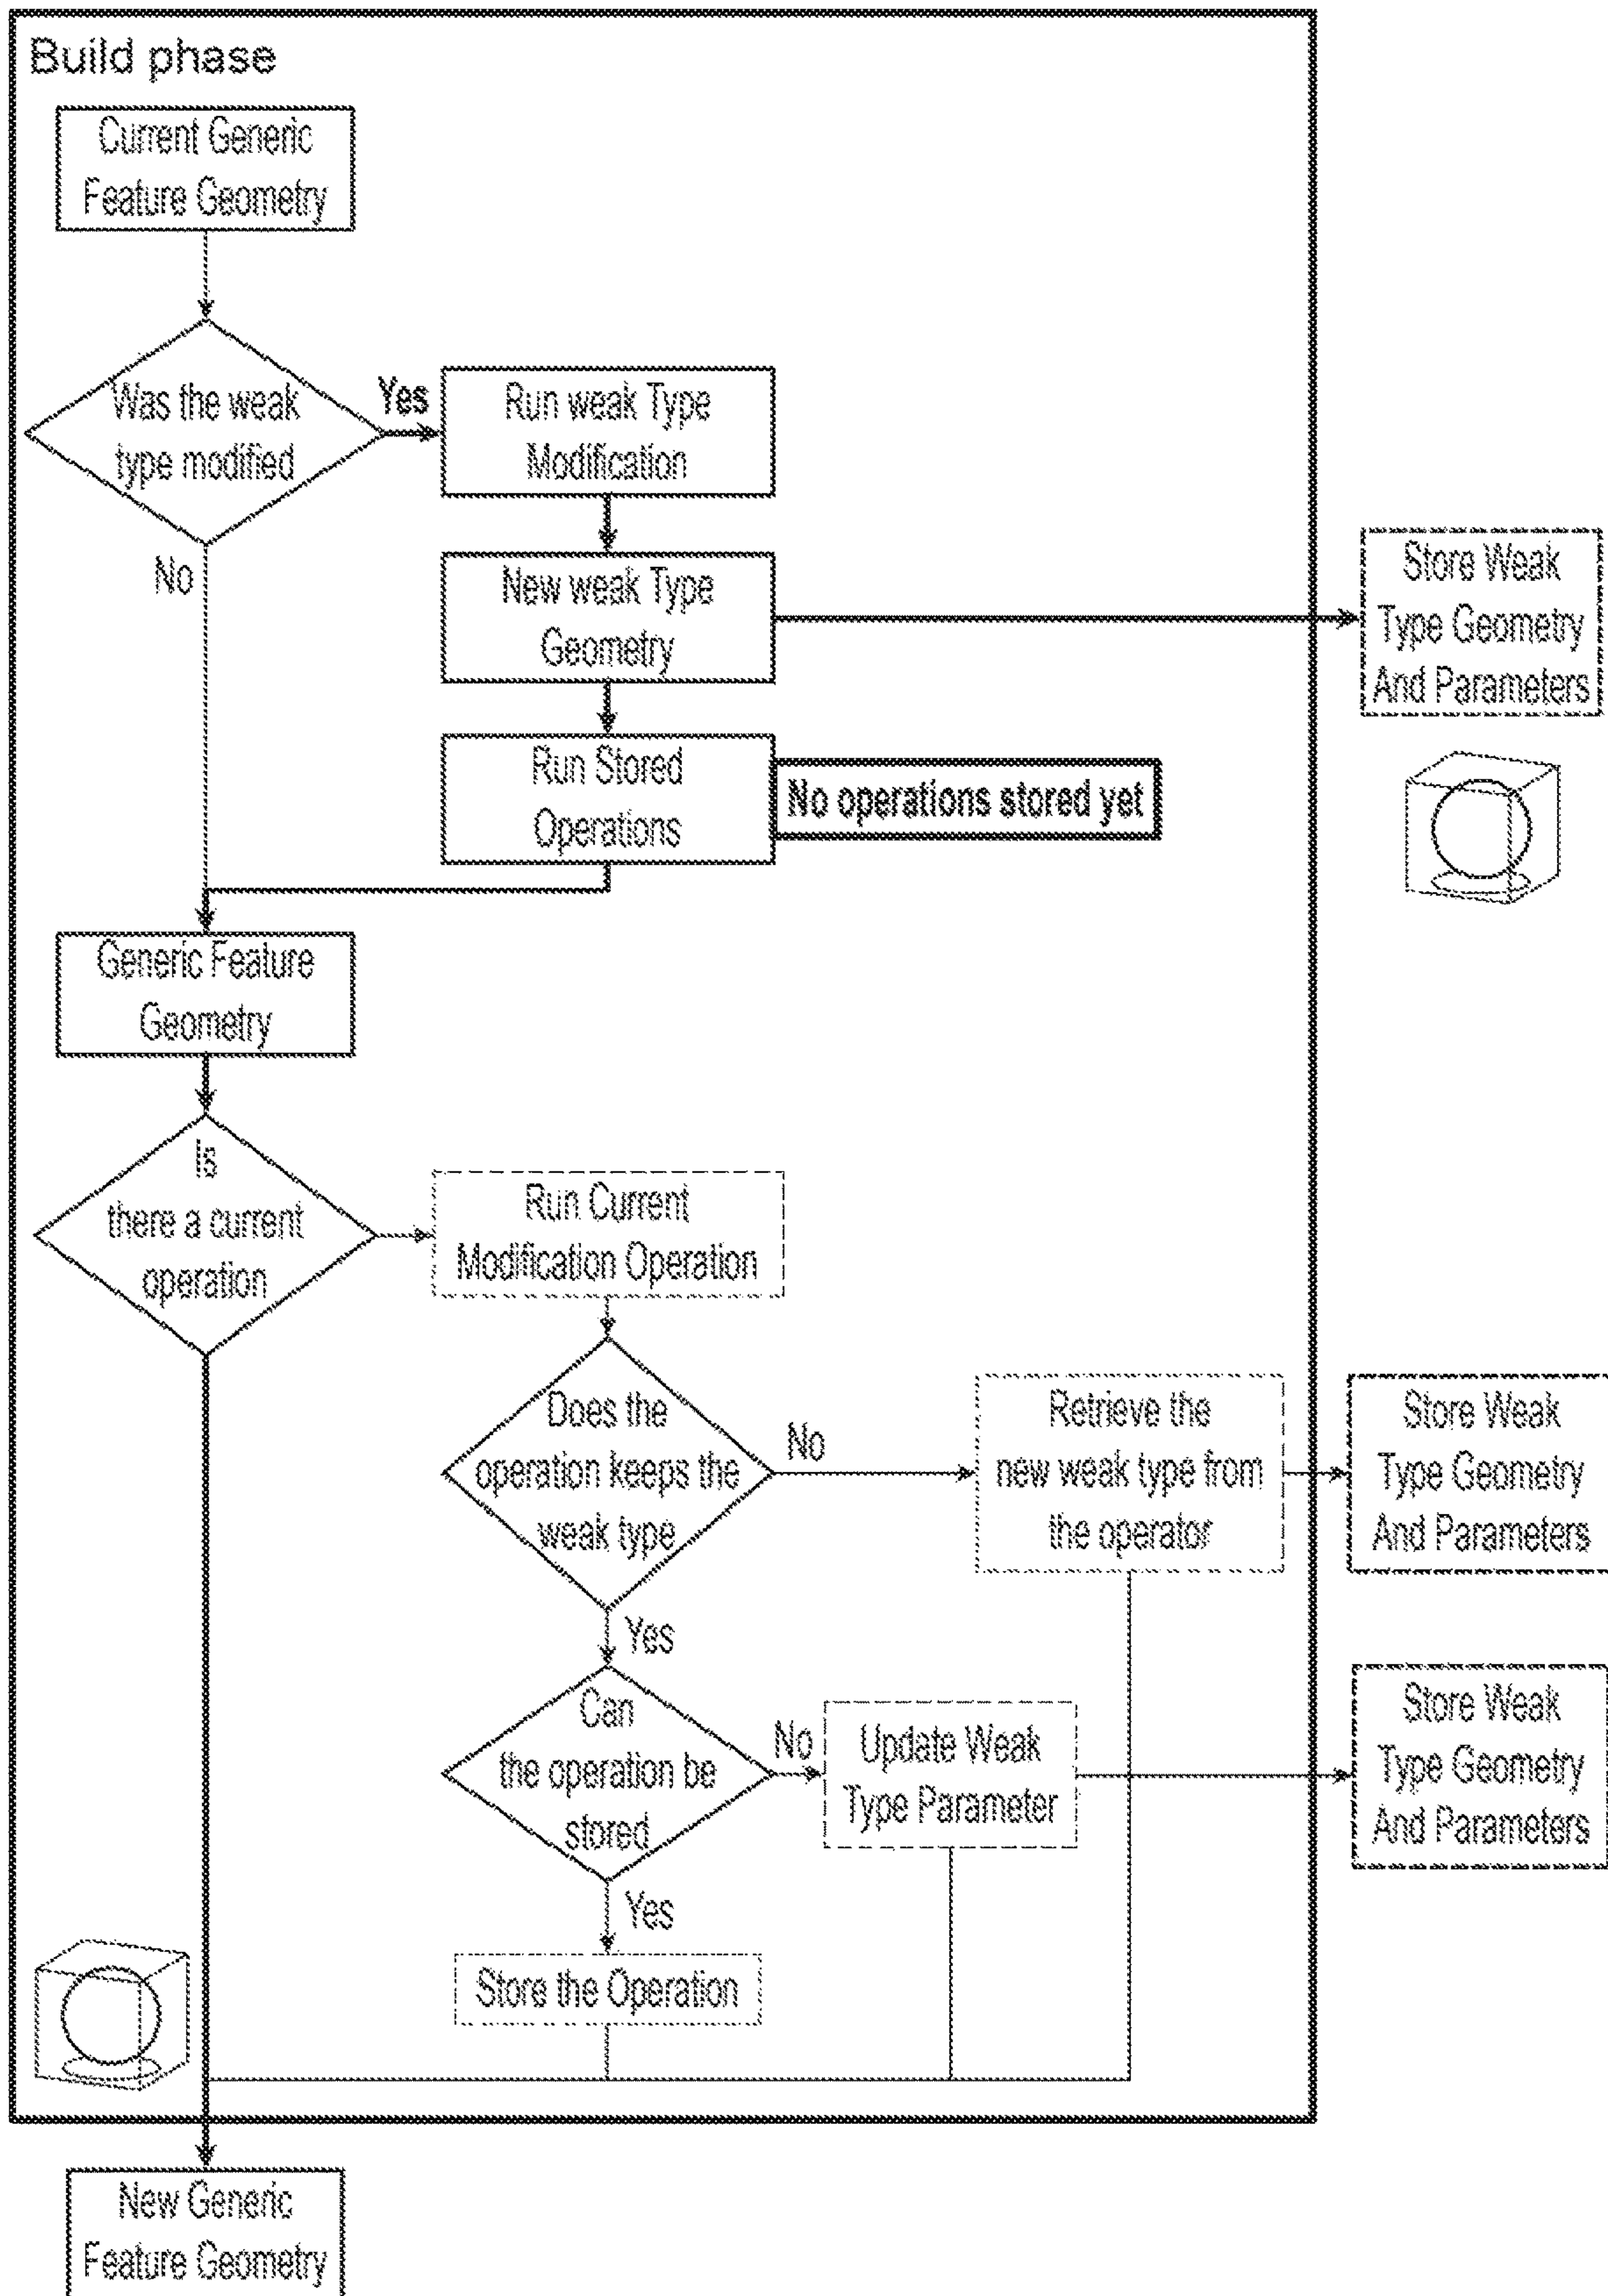 Build phase
Current Generic
Feature Geometry
Was the weak
type modified
Yes
Run weak Type
Modification
No
New weak Type
Geometry
Store Weak
Type Geometry
And Parameters
Run Stored
Operations
No operations stored yet
Generic Feature
Geometry
Is
there a current
operation
Run Current
Modification Operation
Does the
operation keeps the
weak type
No
Retrieve the
new weak type from
the operator
Store Weak
Type Geometry
And Parameters
Yes
Can
the operation be
stored
No
Update Weak
Type Parameter
Store Weak
Type Geometry
And Parameters
Yes
Store the Operation
New Generic
Feature Geometry